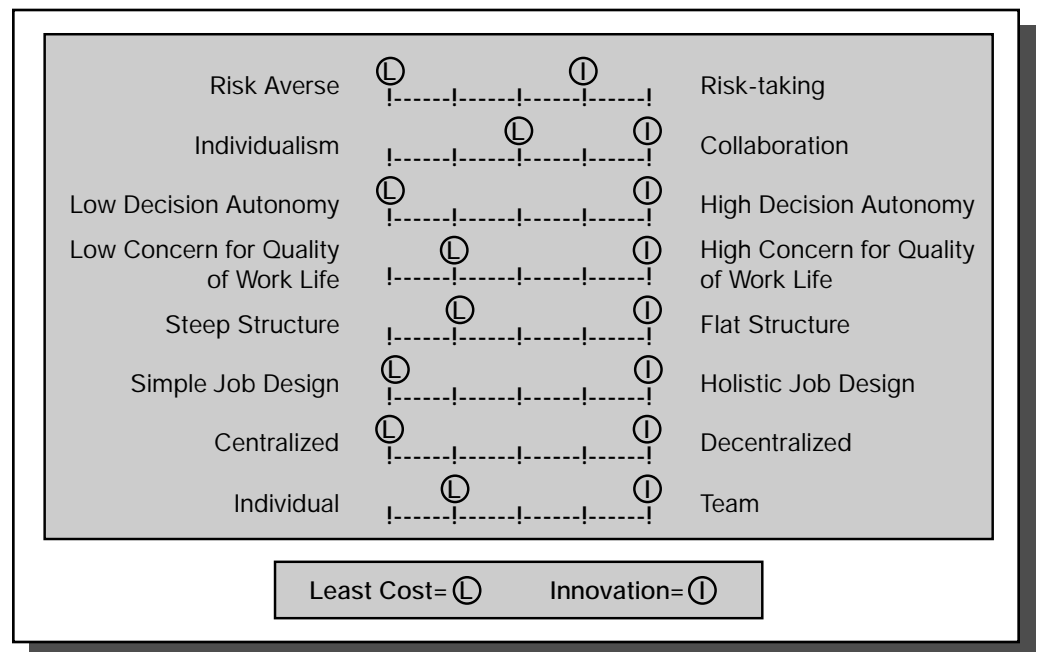 Risk Averse Ⓛ Ⓘ Risk-taking
!------!------!------!------!
Individualism Ⓛ Ⓘ Collaboration
!------!------!------!------!
Low Decision Autonomy Ⓛ Ⓘ High Decision Autonomy
!------!------!------!------!
Low Concern for Quality Ⓛ Ⓘ High Concern for Quality
of Work Life !------!------!------!------! of Work Life
Steep Structure Ⓛ Ⓘ Flat Structure
!------!------!------!------!
Simple Job Design Ⓛ Ⓘ Holistic Job Design
!------!------!------!------!
Centralized Ⓛ Ⓘ Decentralized
!------!------!------!------!
Individual Ⓛ Ⓘ Team
!------!------!------!------!
Least Cost=Ⓛ Innovation=Ⓘ